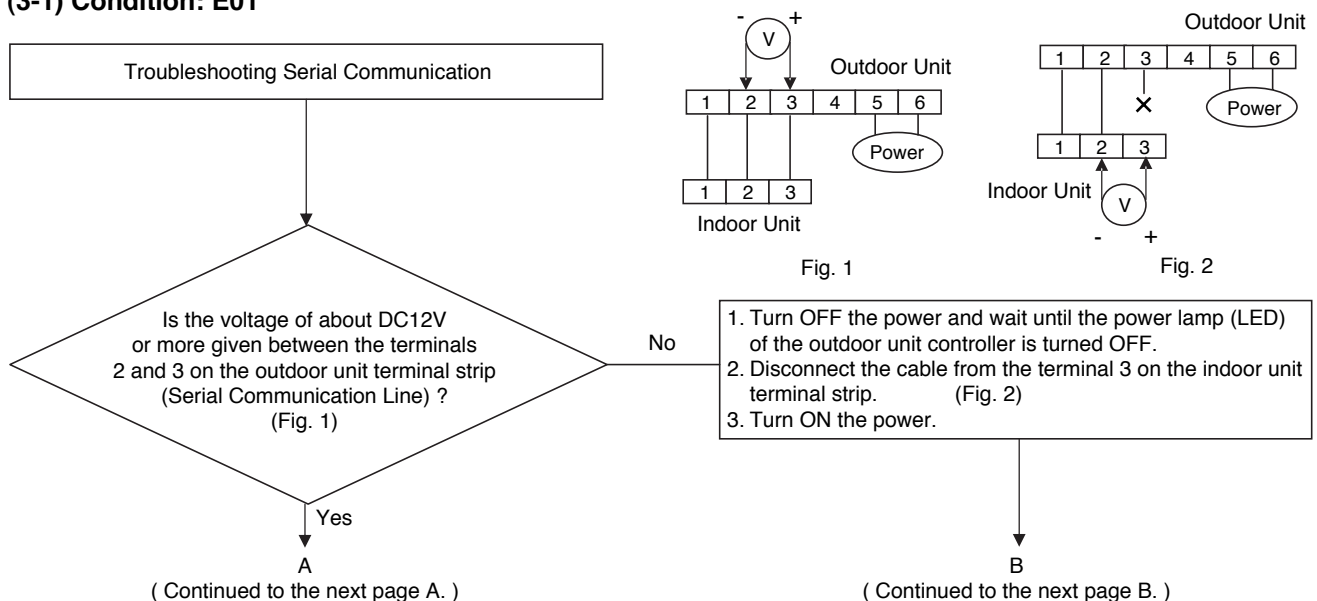 (3-1) Condition: E01
Troubleshooting Serial Communication
- +
V
Outdoor Unit
1 2 3 4 5 6
Power
1 2 3
Indoor Unit
Fig. 1
Outdoor Unit
1 2 3 4 5 6
×
Power
1 2 3
Indoor Unit
V
- +
Fig. 2
Is the voltage of about DC12V
or more given between the terminals
2 and 3 on the outdoor unit terminal strip
(Serial Communication Line) ?
(Fig. 1)
No
1. Turn OFF the power and wait until the power lamp (LED)
of the outdoor unit controller is turned OFF.
2. Disconnect the cable from the terminal 3 on the indoor unit
terminal strip. (Fig. 2)
3. Turn ON the power.
Yes
A
( Continued to the next page A. )
B
( Continued to the next page B. )